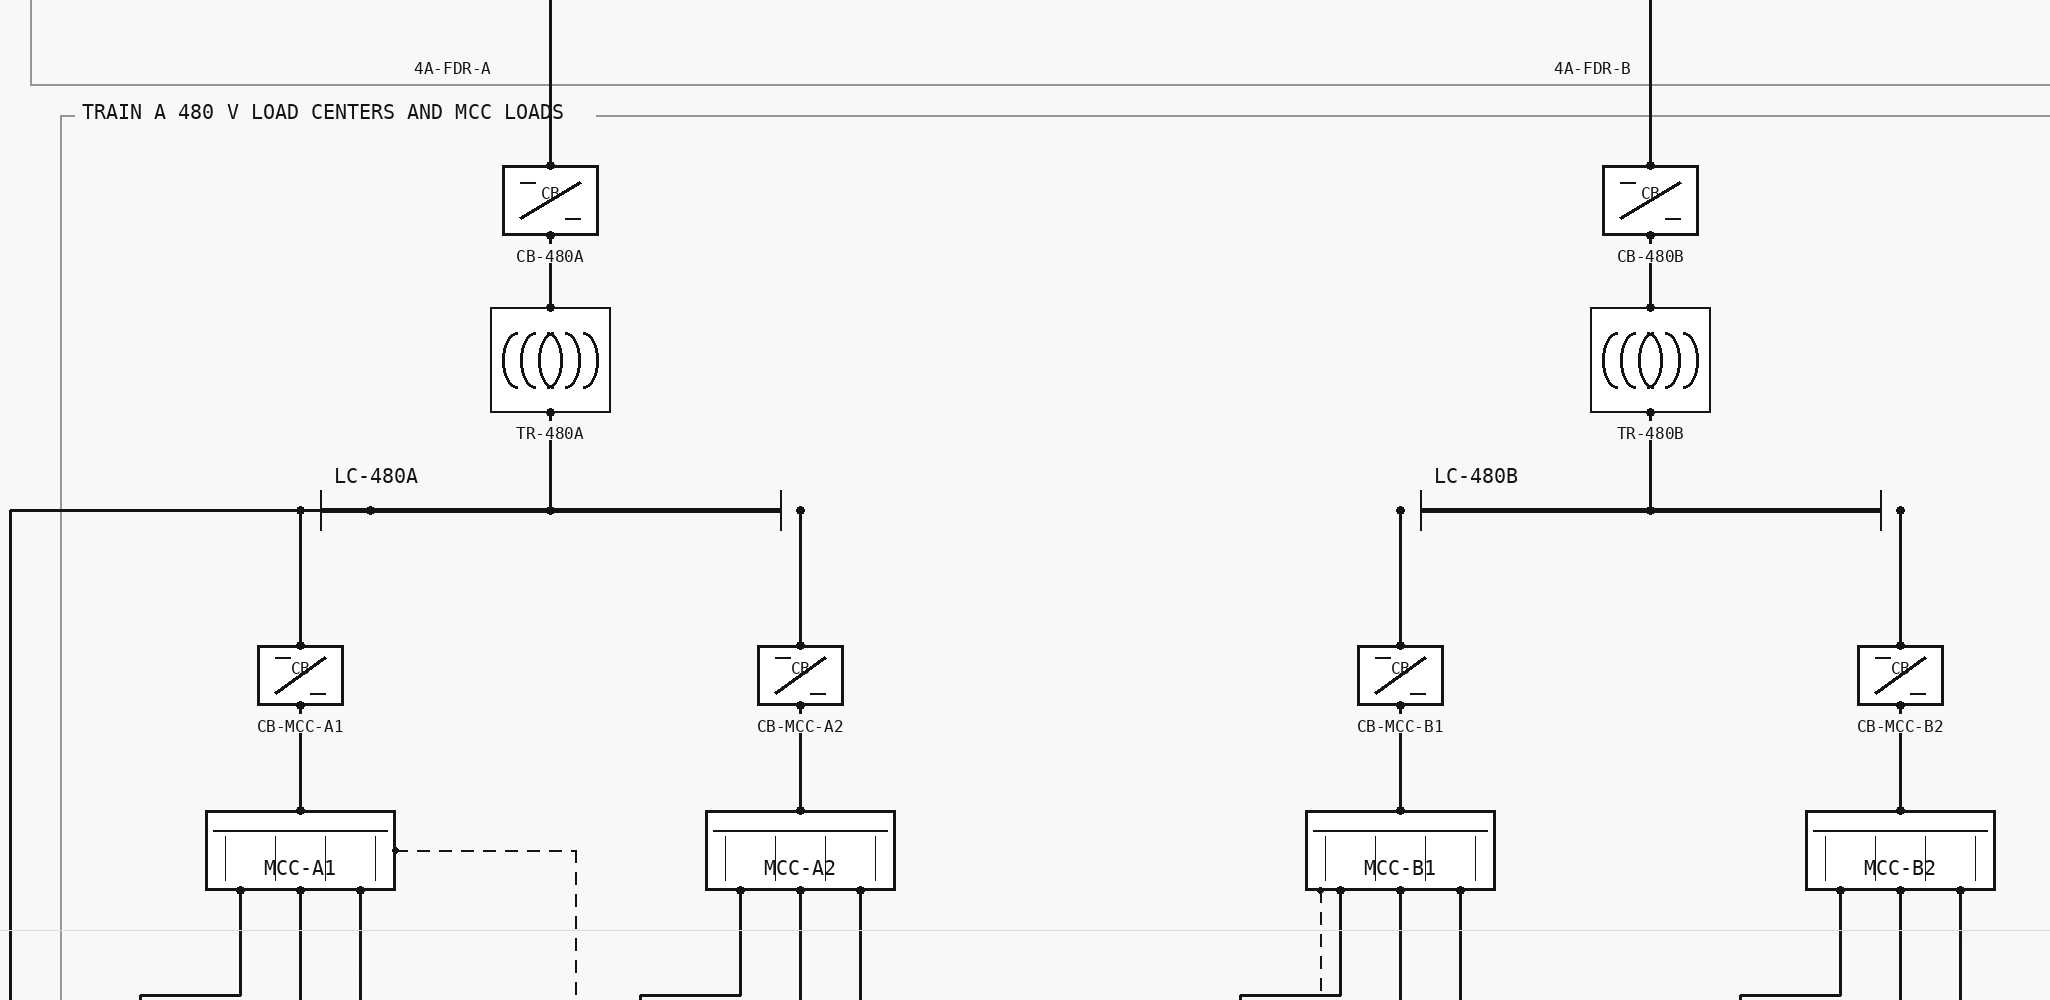 4A-FDR-A
4A-FDR-B
TRAIN A 480 V LOAD CENTERS AND MCC LOADS
CB
CB
CB-480A
CB-480B
TR-480A
TR-480B
LC-480A
LC-480B
CB
CB
CB
CB
CB-MCC-A1
CB-MCC-A2
CB-MCC-B1
CB-MCC-B2
MCC-A1
MCC-A2
MCC-B1
MCC-B2